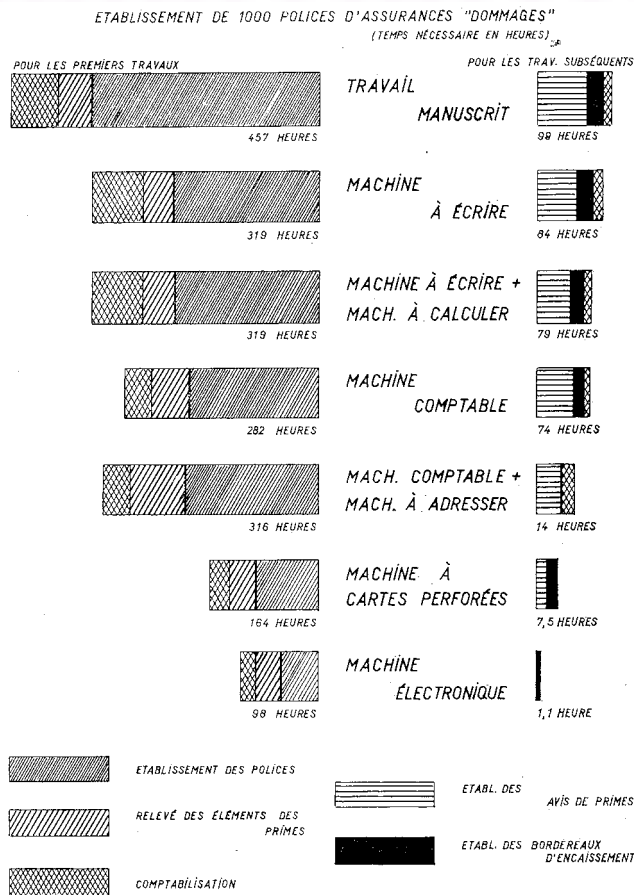 ETABLISSEMENT DE 1000 POLICES D'ASSURANCES "DOMMAGES"
(TEMPS NÉCESSAIRE EN HEURES)
POUR LES PREMIERS TRAVAUX
POUR LES TRAV. SUBSÉQUENTS
TRAVAIL
MANUSCRIT
457 HEURES
99 HEURES
MACHINE
À ÉCRIRE
319 HEURES
84 HEURES
MACHINE À ÉCRIRE +
MACH. À CALCULER
319 HEURES
79 HEURES
MACHINE
COMPTABLE
282 HEURES
74 HEURES
MACH. COMPTABLE +
MACH. À ADRESSER
316 HEURES
14 HEURES
MACHINE À
CARTES PERFORÉES
164 HEURES
7,5 HEURES
MACHINE
ÉLECTRONIQUE
98 HEURES
1,1 HEURE
ETABLISSEMENT DES POLICES
ETABL. DES
AVIS DE PRIMES
RELEVÉ DES ÉLÉMENTS DES
PRIMES
ETABL. DES BORDEREAUX
D'ENCAISSEMENT
COMPTABILISATION